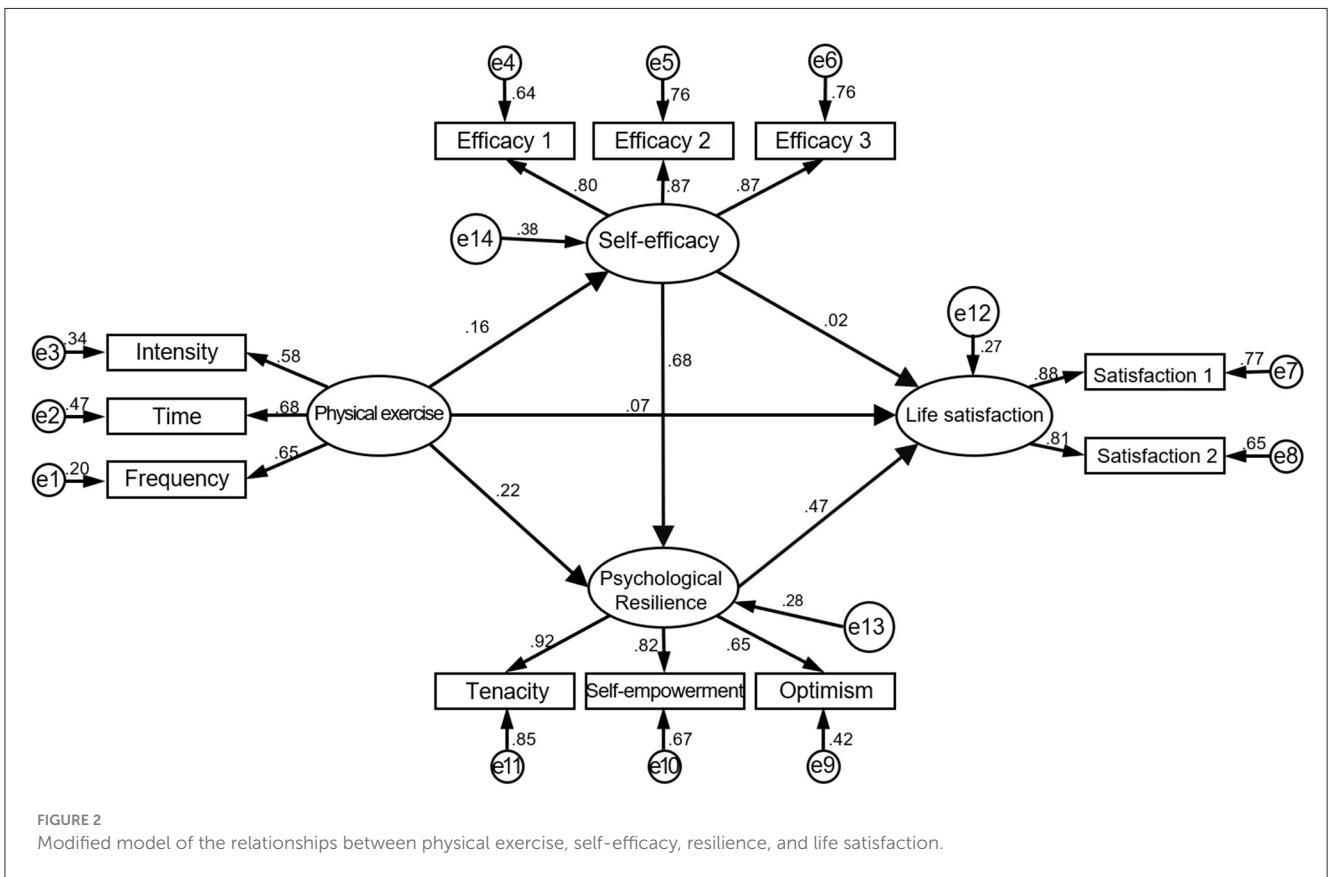 e4
e5
e6
.64
.76
.76
Efficacy 1
Efficacy 2
Efficacy 3
.80
.87
.87
e14
.38
Self-efficacy
e12
.27
.16
.02
.68
e3
.34
Intensity
.58
e2
.47
Time
.68
e1
.20
Frequency
.65
Physical exercise
.07
Life satisfaction
.88
Satisfaction 1
.77
e7
.81
Satisfaction 2
.65
e8
.22
.47
Psychological
Resilience
.28
e13
.92
.82
.65
Tenacity
Self-empowerment
Optimism
.85
.67
.42
e11
e10
e9
FIGURE 2
Modified model of the relationships between physical exercise, self-efficacy, resilience, and life satisfaction.